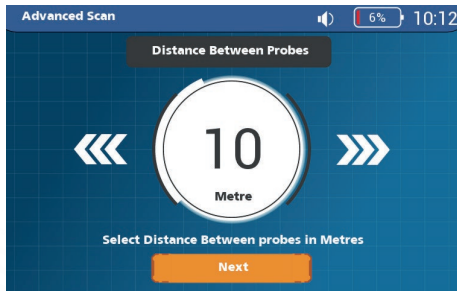 Advanced Scan
6%
10:12
Distance Between Probes
10
Metre
Select Distance Between probes in Metres
Next